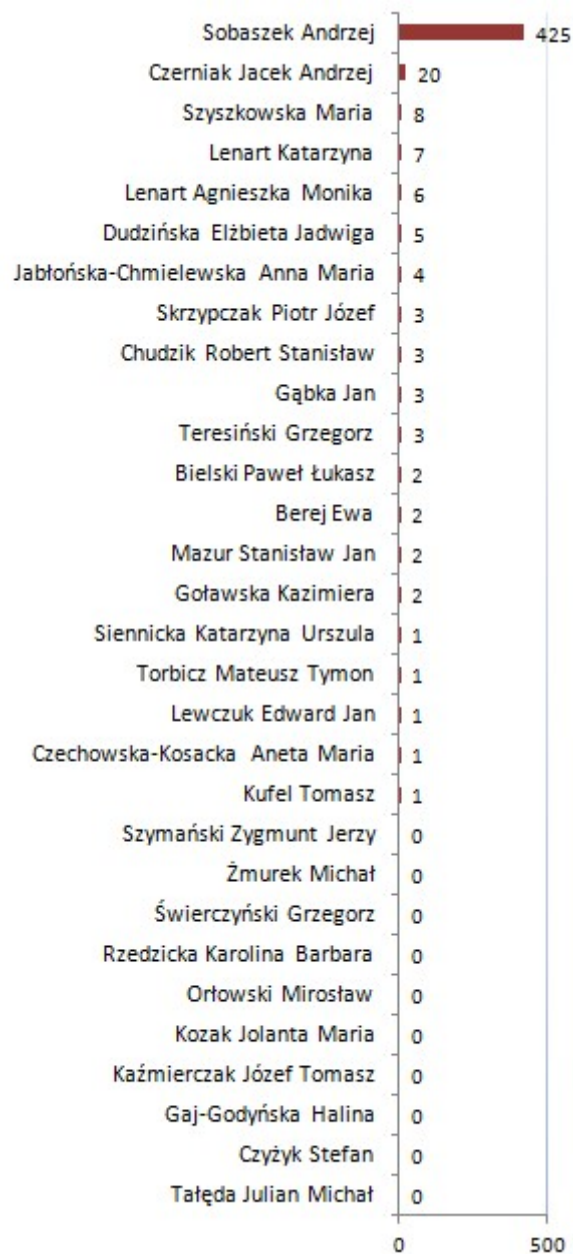 Sobaszek Andrzej 425
Czerniak Jacek Andrzej 20
Szyszkowska Maria 8
Lenart Katarzyna 7
Lenart Agnieszka Monika 6
Dudzińska Elżbieta Jadwiga 5
Jabłońska-Chmielewska Anna Maria 4
Skrzypczak Piotr Józef 3
Chudzik Robert Stanisław 3
Gąbka Jan 3
Teresiński Grzegorz 3
Bielski Paweł Łukasz 2
Berej Ewa 2
Mazur Stanisław Jan 2
Goławska Kazimiera 2
Siennicka Katarzyna Urszula 1
Torbicz Mateusz Tymon 1
Lewczuk Edward Jan 1
Czechowska-Kosacka Aneta Maria 1
Kufel Tomasz 1
Szymański Zygmunt Jerzy 0
Żmurek Michał 0
Świerczyński Grzegorz 0
Rzedzicka Karolina Barbara 0
Orłowski Mirosław 0
Kozak Jolanta Maria 0
Kaźmierczak Józef Tomasz 0
Gaj-Godyńska Halina 0
Czyżyk Stefan 0
Tałęda Julian Michał 0
0 500